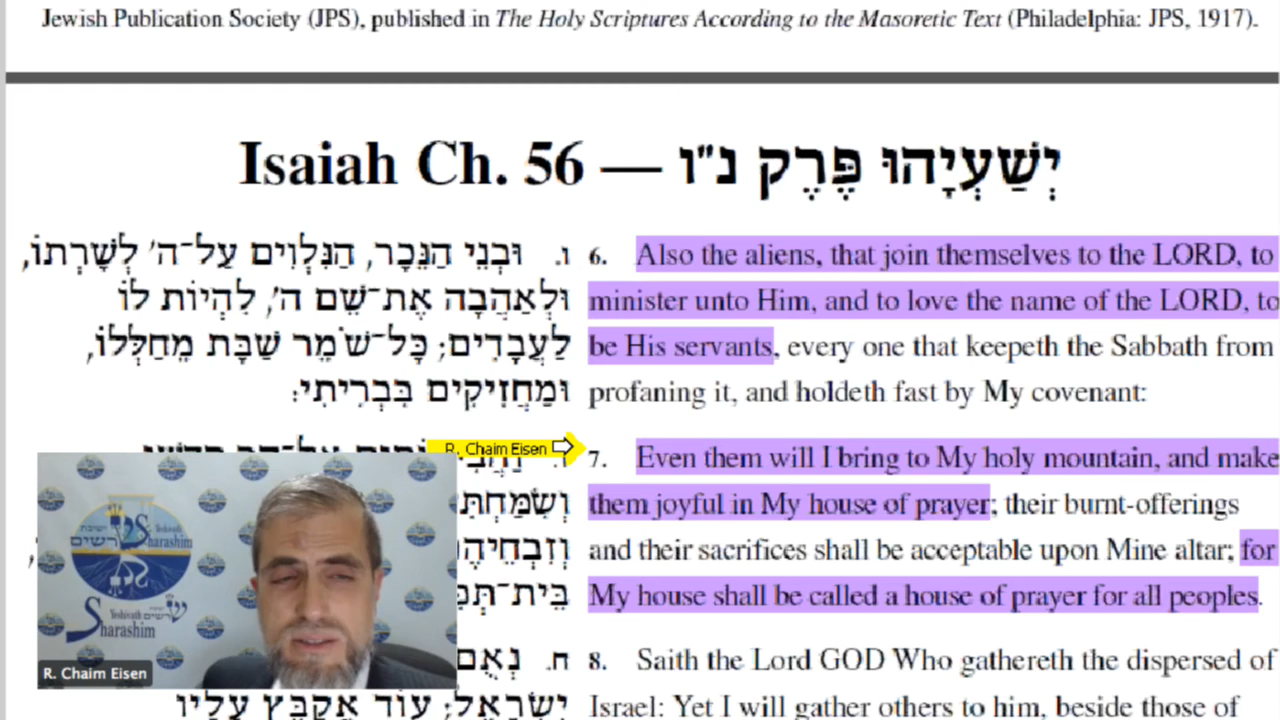 Jewish Publication Society (JPS), published in The Holy Scriptures According to the Masoretic Text (Philadelphia: JPS, 1917).
Isaiah Ch. 56 — יְשַׁעְיָהוּ פֶּרֶק נ"ו
ו. וּבְנֵי הַנֵּכָר, הַנִּלְוִים עַל־ה' לְשָׁרְתוֹ,
וּלְאַהֲבָה אֶת־שֵׁם ה', לִהְיוֹת לוֹ
לַעֲבָדִים; כָּל־שֹׁמֵר שַׁבָּת מֵחַלְּלוֹ,
וּמַחֲזִיקִים בִּבְרִיתִי:
6. Also the aliens, that join themselves to the LORD, to
minister unto Him, and to love the name of the LORD, to
be His servants, every one that keepeth the Sabbath from
profaning it, and holdeth fast by My covenant:
R. Chaim Eisen
וְשִׂמַּחְתִּ
וְזִבְחֵיהֶ
בֵּית־תְּפִ
7. Even them will I bring to My holy mountain, and make
them joyful in My house of prayer; their burnt-offerings
and their sacrifices shall be acceptable upon Mine altar; for
My house shall be called a house of prayer for all peoples.
ח. נְאֻם
יִשְׂרָאֵל; עוֹד אֲקַבֵּץ עָלָיו
8. Saith the Lord GOD Who gathereth the dispersed of
Israel: Yet I will gather others to him, beside those of
ישיבת
שרשים
Yeshivath
Sharashim
Yeshivath
Sharashim
R. Chaim Eisen